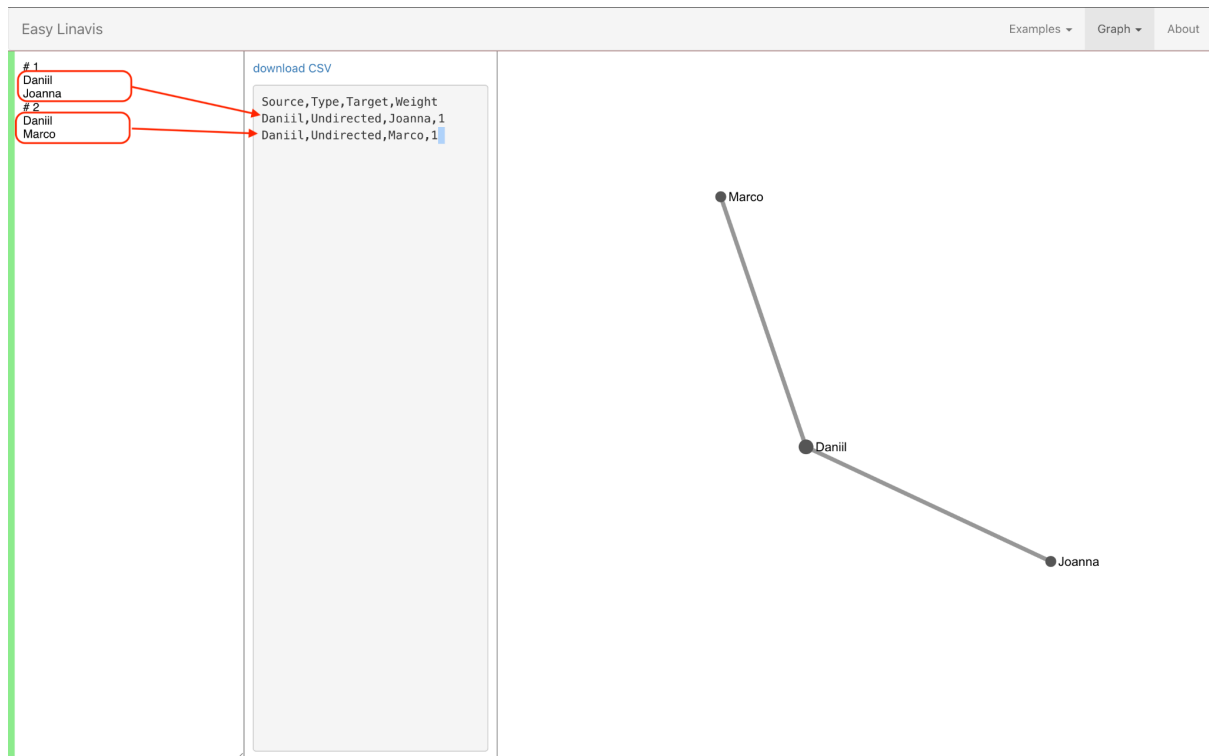 Easy Linavis
Examples
Graph
About
# 1
Daniil
Joanna
# 2
Daniil
Marco
download CSV
Source,Type,Target,Weight
Daniil,Undirected,Joanna,1
Daniil,Undirected,Marco,1
Marco
Daniil
Joanna